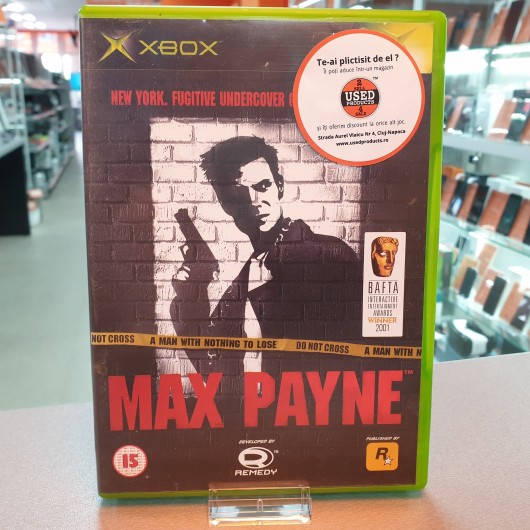 XBOX
Te-ai plictisit de el ?
Îl poți aduce într-un magazin
USED
PRODUCTS
și îți oferim discount la orice alt joc.
Strada Aurel Vlaicu Nr 4, Cluj-Napoca
www.usedproducts.ro
NEW YORK. FUGITIVE UNDERCOVER
BAFTA
INTERACTIVE
ENTERTAINMENT
AWARDS
WINNER
2001
NOT CROSS A MAN WITH NOTHING TO LOSE DO NOT CROSS A MAN WITH N
MAX PAYNE™
15
DEVELOPED BY
REMEDY
PUBLISHED BY
R